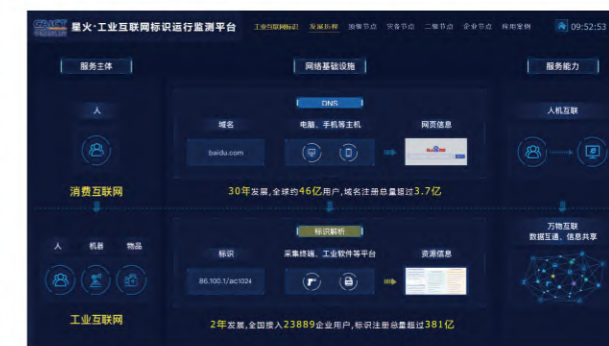 星火·工业互联网标识运行监测平台
工业互联网标识 发展历程 顶级节点 灾备节点 二级节点 企业节点 应用案例
09:52:53
服务主体 网络基础设施 服务能力
DNS
人 域名 电脑、手机等主机 网页信息 人机互联
baidu.com
消费互联网
30年发展,全球约46亿用户,域名注册总量超过3.7亿
标识解析
人 机器 物品 标识 采集终端、工业软件等平台 资源信息
万物互联
数据互通、信息共享
86.100.1/ac1024
工业互联网
2年发展,全国接入23889企业用户,标识注册总量超过381亿